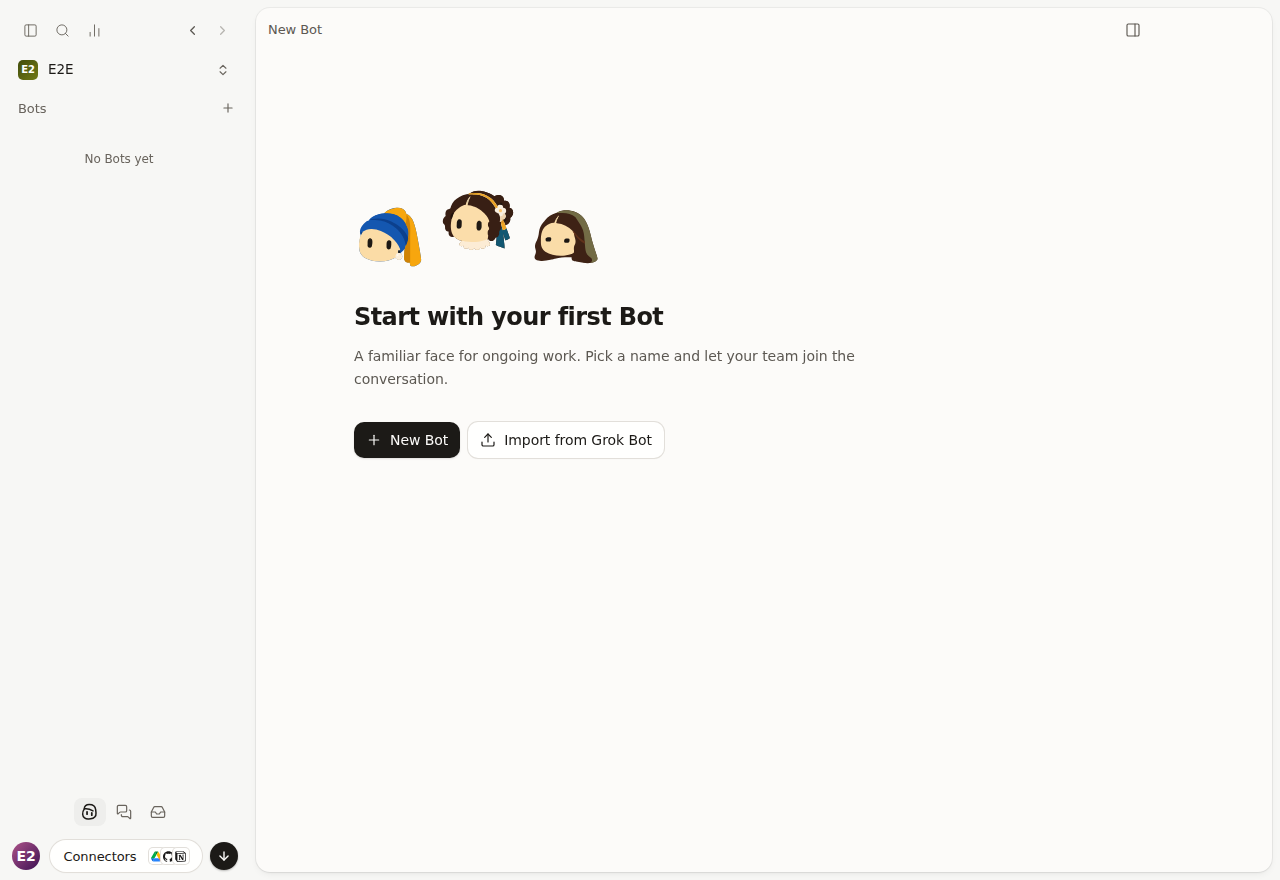 New Bot
E2 E2E
Bots
No Bots yet
Start with your first Bot
A familiar face for ongoing work. Pick a name and let your team join the
conversation.
New Bot
Import from Grok Bot
E2
Connectors